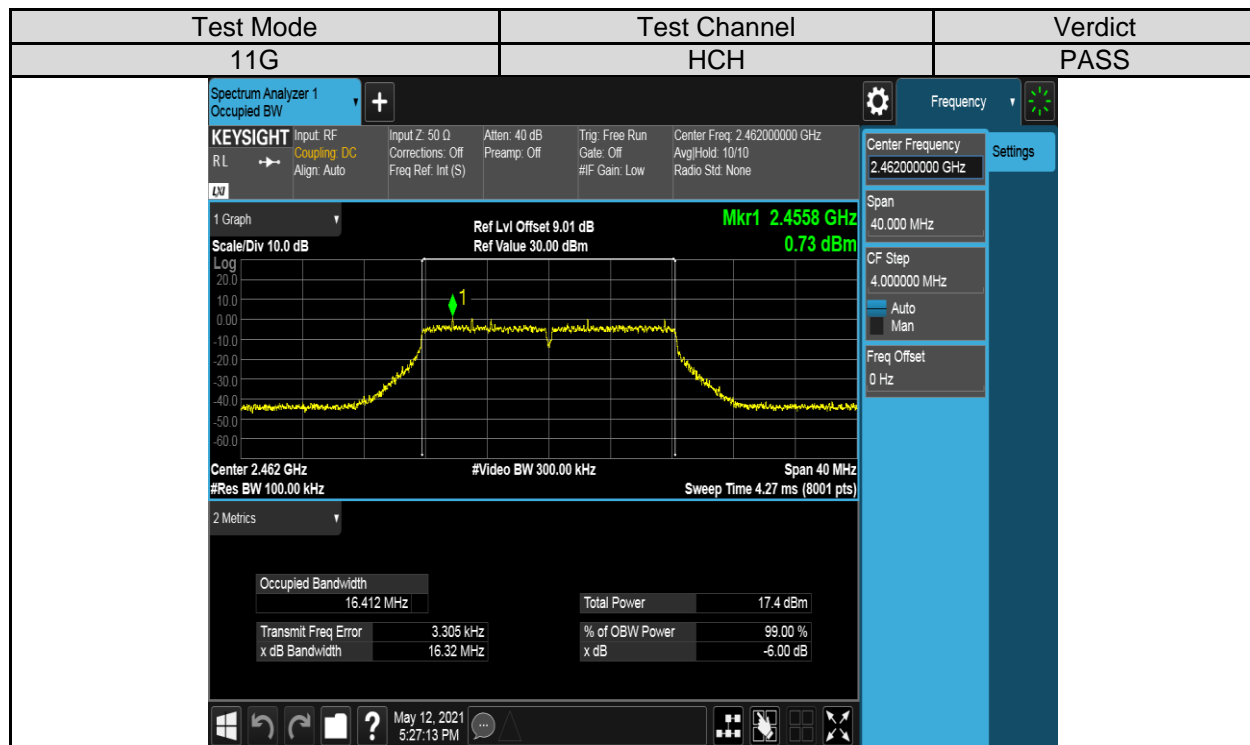 Test Mode Test Channel Verdict
11G HCH PASS
Spectrum Analyzer 1
Occupied BW
+
Frequency
KEYSIGHT Input: RF Input Z: 50 Ω Atten: 40 dB Trig: Free Run Center Freq: 2.462000000 GHz
RL Coupling: DC Corrections: Off Preamp: Off Gate: Off Avg|Hold: 10/10
Align: Auto Freq Ref: Int (S) #IF Gain: Low Radio Std: None
LXI
Center Frequency
2.462000000 GHz
Settings
Span
40.000 MHz
CF Step
4.000000 MHz
Auto
Man
Freq Offset
0 Hz
1 Graph
Ref Lvl Offset 9.01 dB
Mkr1 2.4558 GHz
Scale/Div 10.0 dB Ref Value 30.00 dBm 0.73 dBm
Log
20.0
10.0
1
0.00
-10.0
-20.0
-30.0
-40.0
-50.0
-60.0
Center 2.462 GHz #Video BW 300.00 kHz Span 40 MHz
#Res BW 100.00 kHz Sweep Time 4.27 ms (8001 pts)
2 Metrics
Occupied Bandwidth
16.412 MHz Total Power 17.4 dBm
Transmit Freq Error 3.305 kHz % of OBW Power 99.00 %
x dB Bandwidth 16.32 MHz x dB -6.00 dB
? May 12, 2021
5:27:13 PM